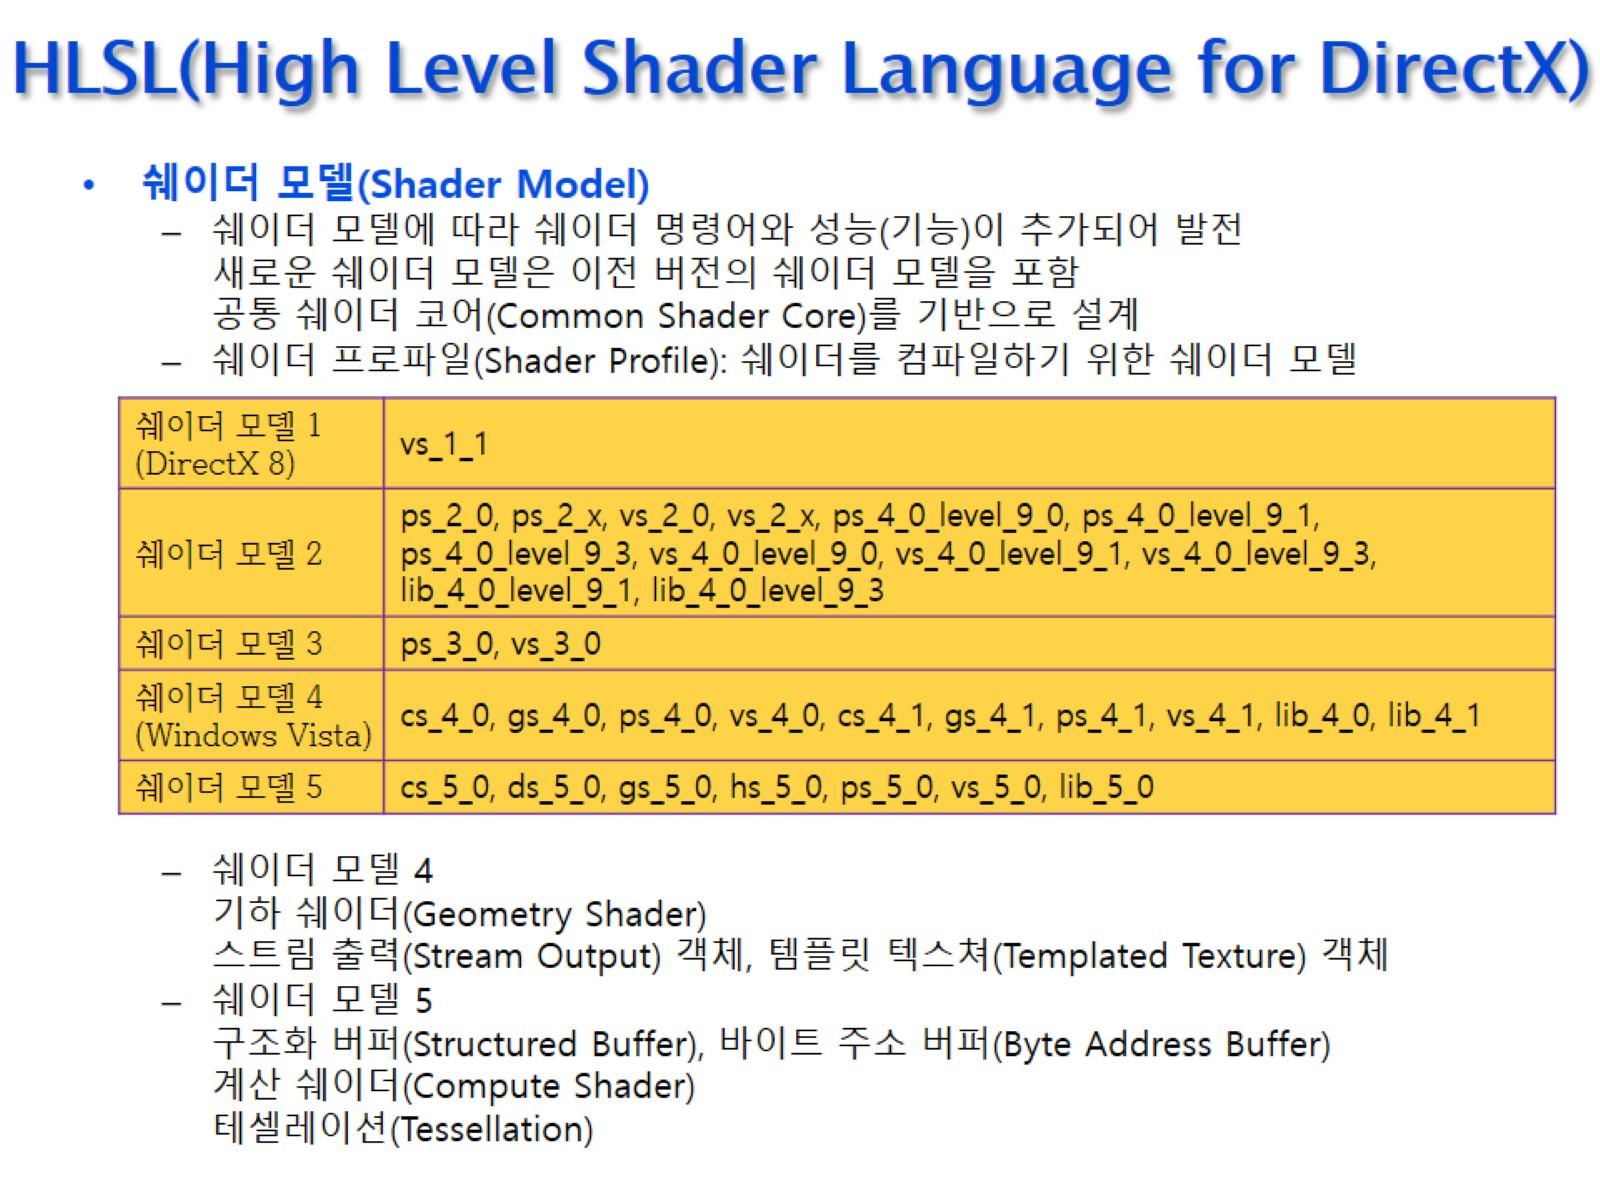 HLSL(High Level Shader Language for DirectX)
• 쉐이더 모델(Shader Model)
– 쉐이더 모델에 따라 쉐이더 명령어와 성능(기능)이 추가되어 발전
새로운 쉐이더 모델은 이전 버전의 쉐이더 모델을 포함
공통 쉐이더 코어(Common Shader Core)를 기반으로 설계
– 쉐이더 프로파일(Shader Profile): 쉐이더를 컴파일하기 위한 쉐이더 모델
쉐이더 모델 1
(DirectX 8)
vs_1_1
쉐이더 모델 2
ps_2_0, ps_2_x, vs_2_0, vs_2_x, ps_4_0_level_9_0, ps_4_0_level_9_1,
ps_4_0_level_9_3, vs_4_0_level_9_0, vs_4_0_level_9_1, vs_4_0_level_9_3,
lib_4_0_level_9_1, lib_4_0_level_9_3
쉐이더 모델 3
ps_3_0, vs_3_0
쉐이더 모델 4
(Windows Vista)
cs_4_0, gs_4_0, ps_4_0, vs_4_0, cs_4_1, gs_4_1, ps_4_1, vs_4_1, lib_4_0, lib_4_1
쉐이더 모델 5
cs_5_0, ds_5_0, gs_5_0, hs_5_0, ps_5_0, vs_5_0, lib_5_0
– 쉐이더 모델 4
기하 쉐이더(Geometry Shader)
스트림 출력(Stream Output) 객체, 템플릿 텍스쳐(Templated Texture) 객체
– 쉐이더 모델 5
구조화 버퍼(Structured Buffer), 바이트 주소 버퍼(Byte Address Buffer)
계산 쉐이더(Compute Shader)
테셀레이션(Tessellation)